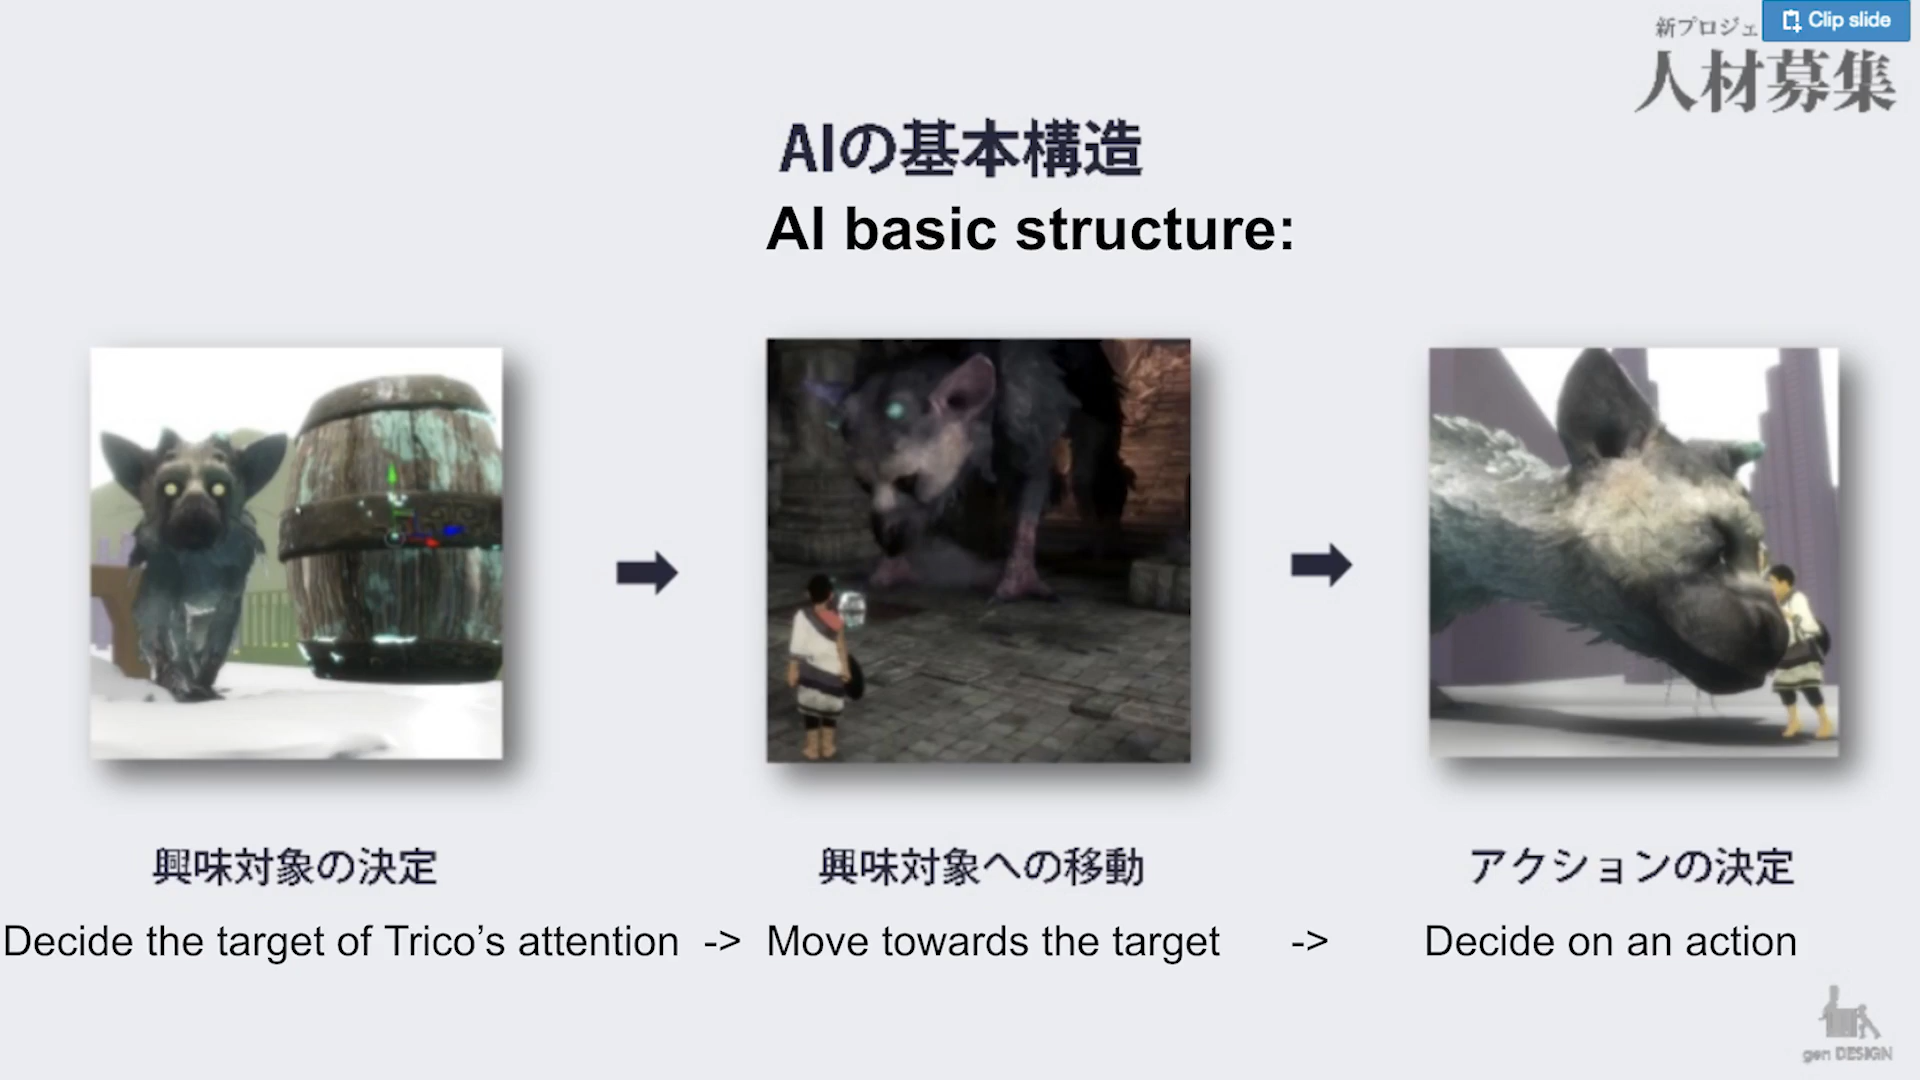 新プロジェ
Clip slide
人材募集
AIの基本構造
AI basic structure:
興味対象の決定
興味対象への移動
アクションの決定
Decide the target of Trico’s attention -> Move towards the target -> Decide on an action
gen DESIGN